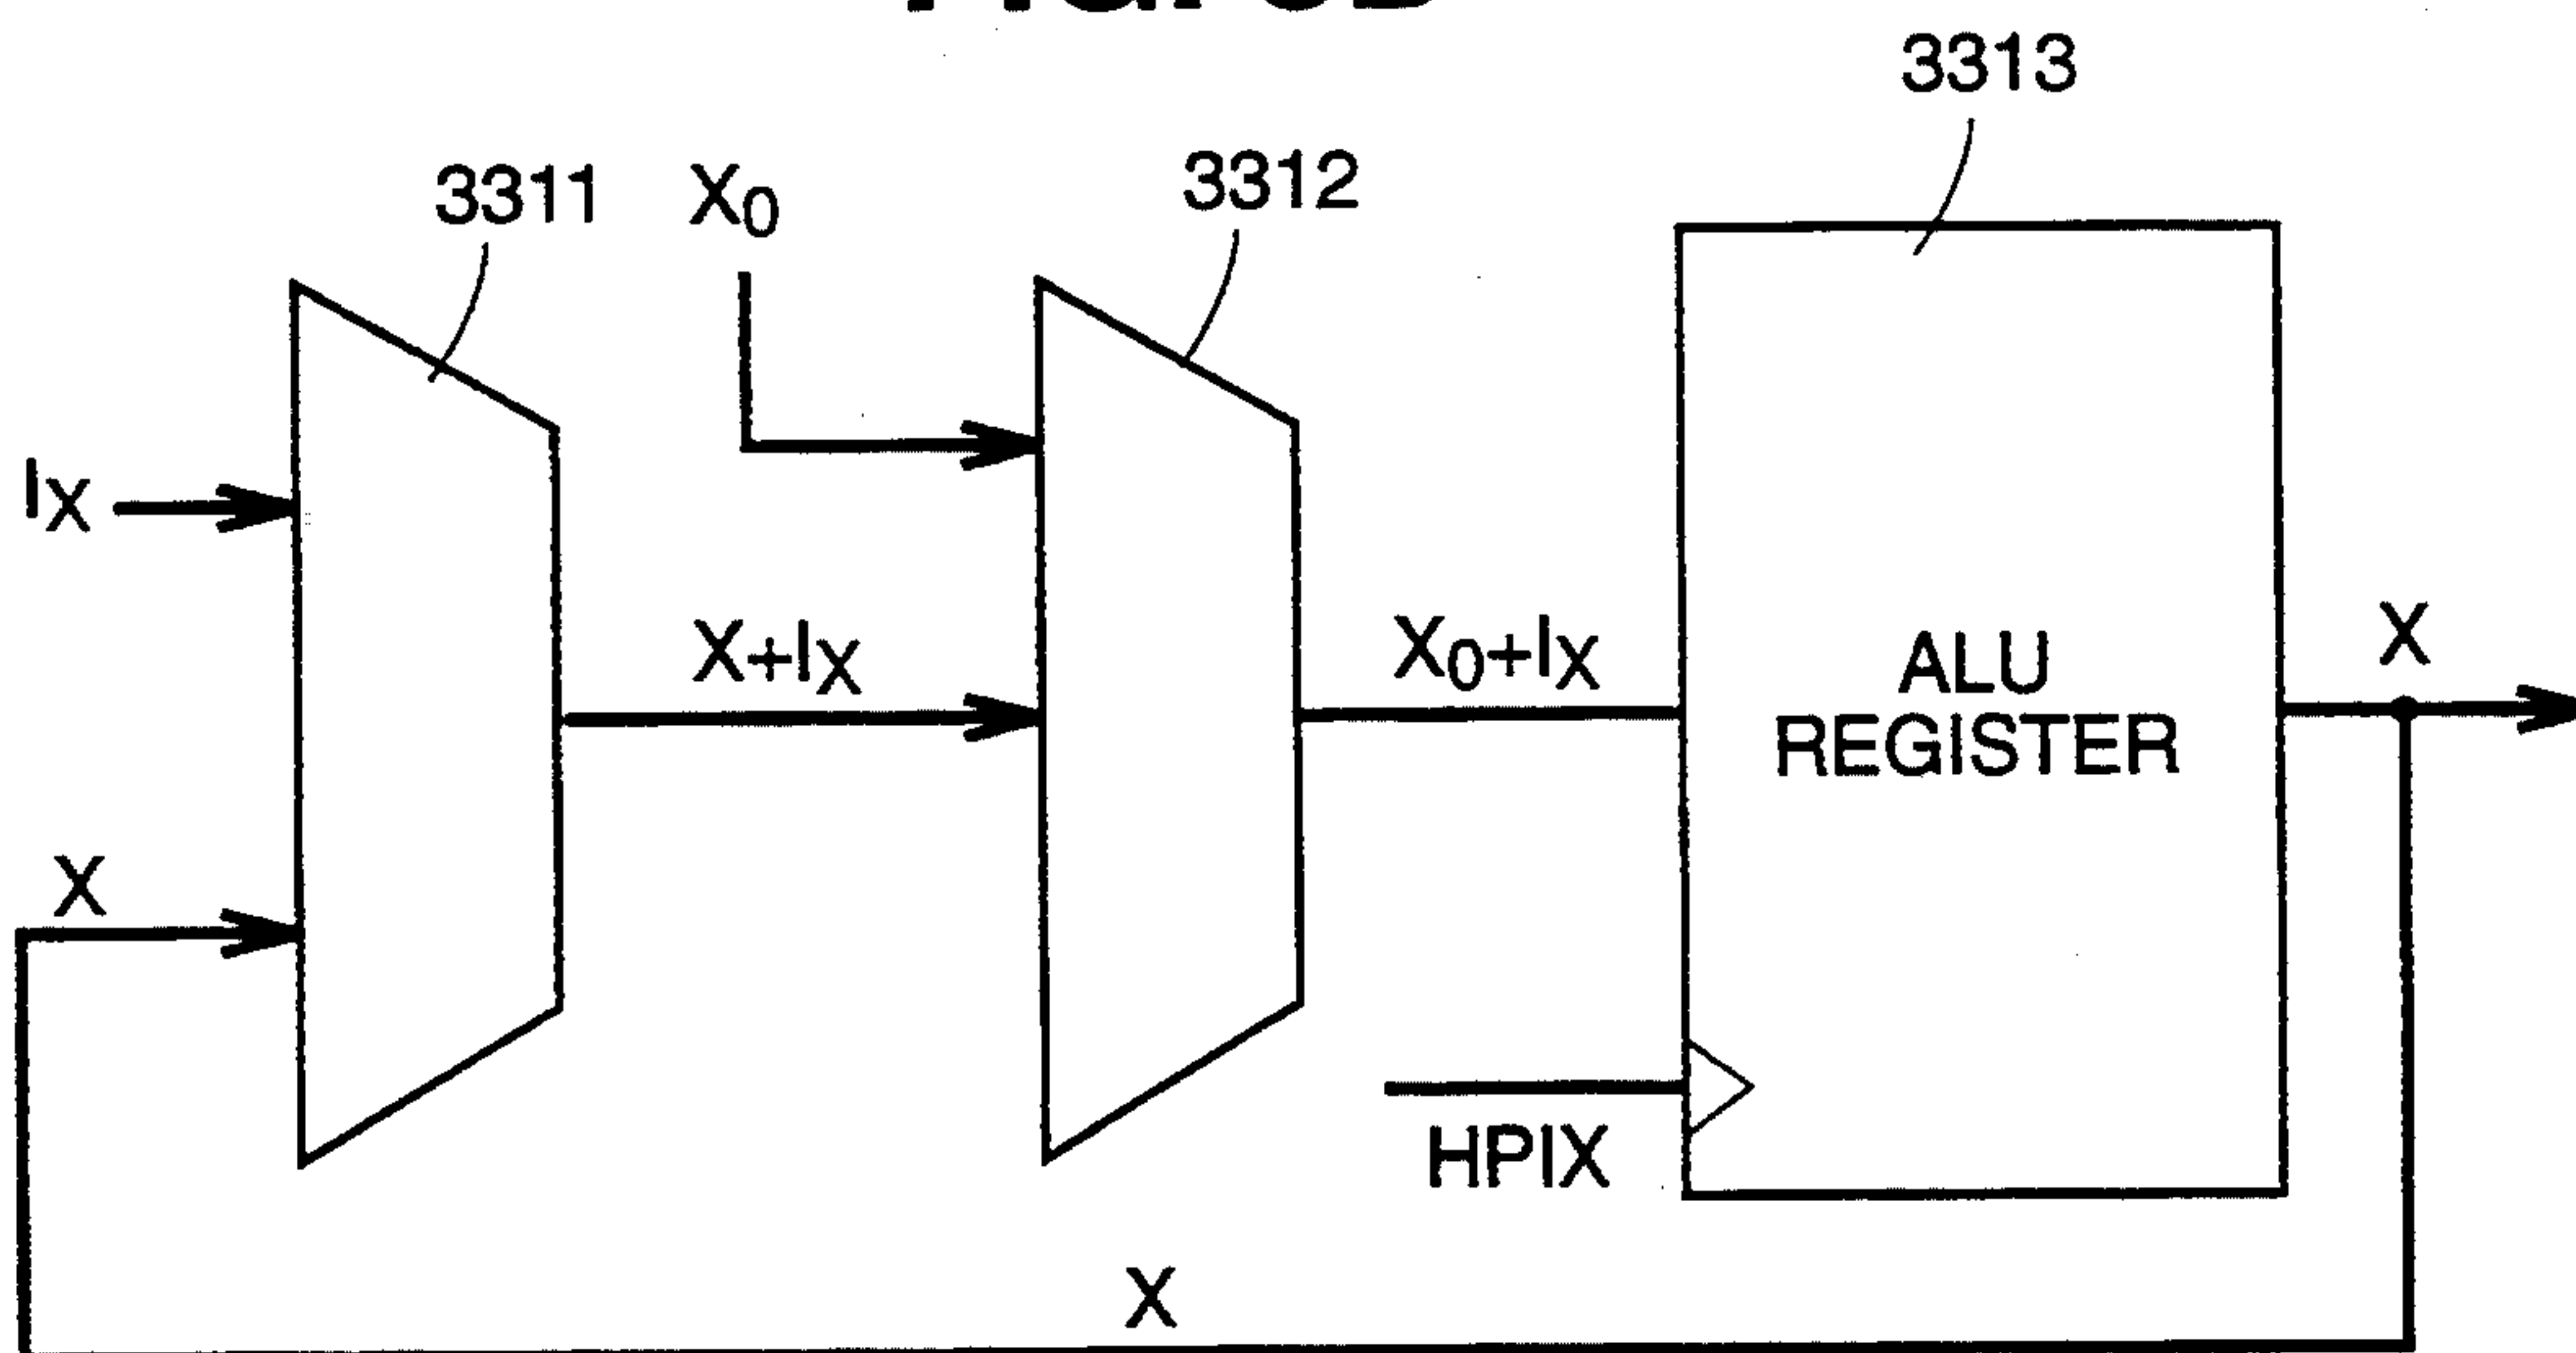 3313
3311
X0
3312
IX
X+IX
X0+IX
ALU
REGISTER
X
X
HPIX
X